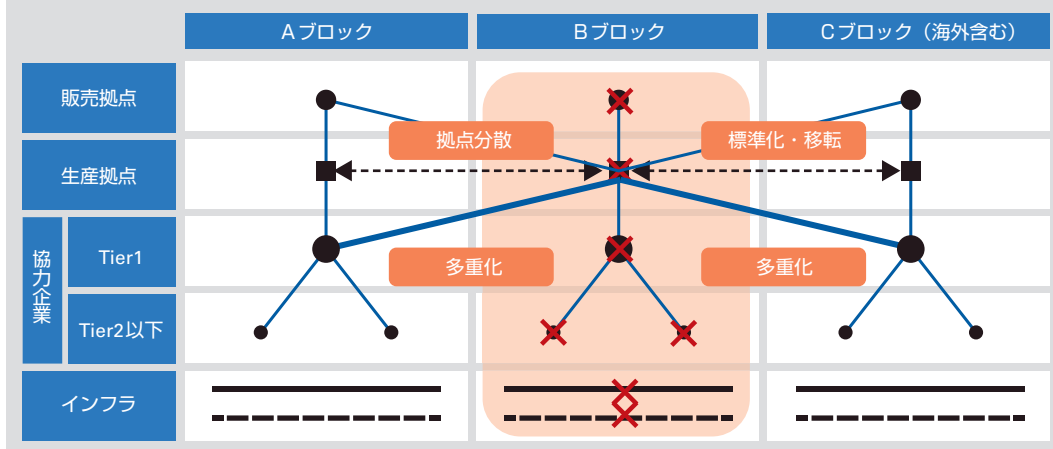 Aブロック
Bブロック
Cブロック（海外含む）
販売拠点
拠点分散
標準化・移転
生産拠点
協力企業
Tier1
多重化
多重化
Tier2以下
インフラ